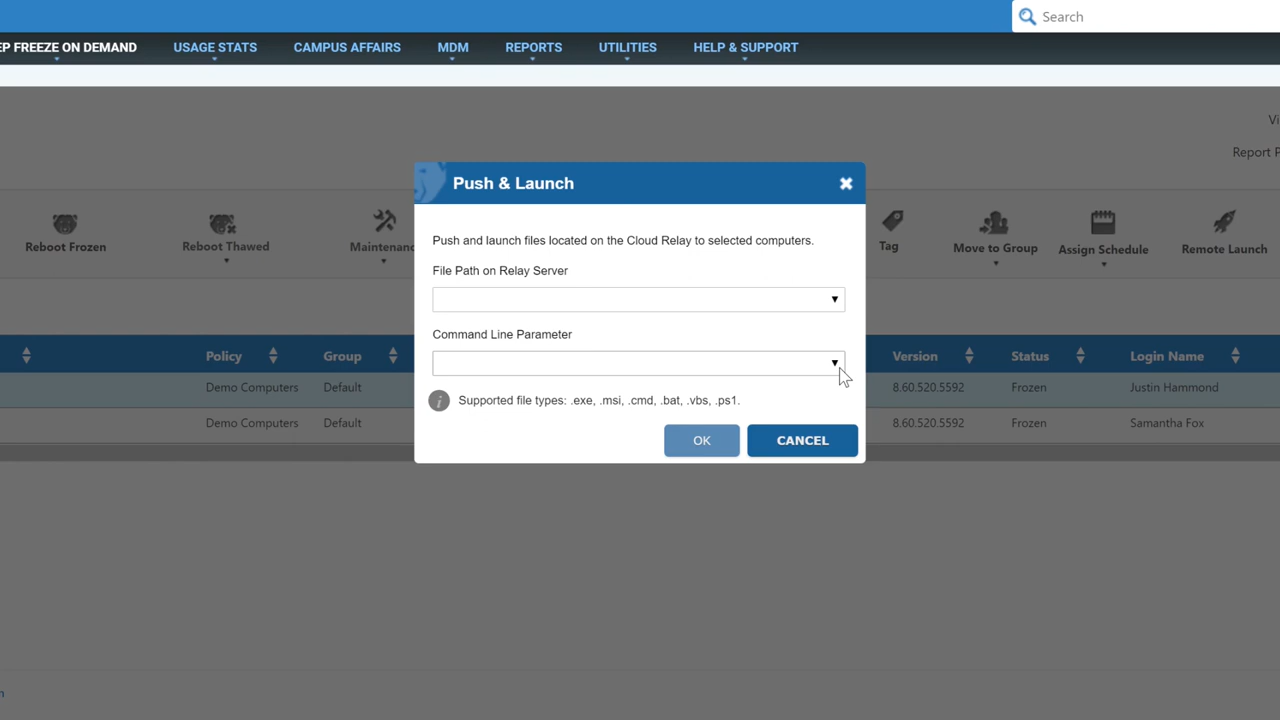 Search
EP FREEZE ON DEMAND USAGE STATS CAMPUS AFFAIRS MDM REPORTS UTILITIES HELP & SUPPORT
Vi
Report P
Push & Launch
Reboot Frozen Reboot Thawed Maintenanc Tag Move to Group Assign Schedule Remote Launch
Push and launch files located on the Cloud Relay to selected computers.
File Path on Relay Server
Command Line Parameter
Policy Group Version Status Login Name
Demo Computers Default 8.60.520.5592 Frozen Justin Hammond
Supported file types: .exe, .msi, .cmd, .bat, .vbs, .ps1.
Demo Computers Default 8.60.520.5592 Frozen Samantha Fox
OK CANCEL
n